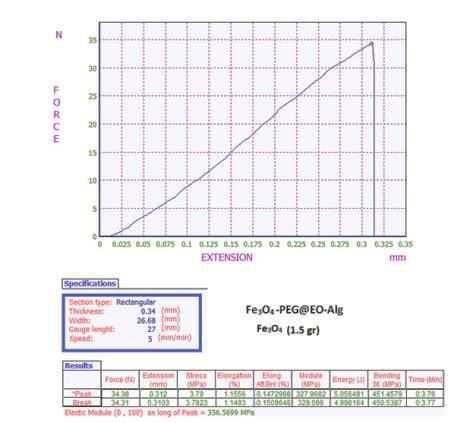 N
FORCE
35
30
25
20
15
10
5
0
0 0.025 0.05 0.075 0.1 0.125 0.15 0.175 0.2 0.225 0.25 0.275 0.3 0.325 0.35
EXTENSION mm
Specifications
Section type: Rectangular
Thickness: 0.34 (mm)
Width: 26.68 (mm)
Gauge lenght: 27 (mm)
Speed: 5 (mm/min)
Fe₃O₄-PEG@EO-Alg
Fe₃O₄ (1.5 gr)
Results
Force (N) Extension (mm) Stress (MPa) Elongation (%) Elong Aft.Brk (%) Module (MPa) Energy (J) Bending St (MPa) Time (Min)
*Peak 34.38 0.312 3.79 1.1556 -0.1472998 327.9682 5.056491 451.4579 0:3.76
Break 34.31 0.3103 3.7823 1.1493 -0.1509648 329.096 4.998164 450.5387 0:3.77
Elastic Module (0 , 100) as long of Peak = 356.5699 MPa